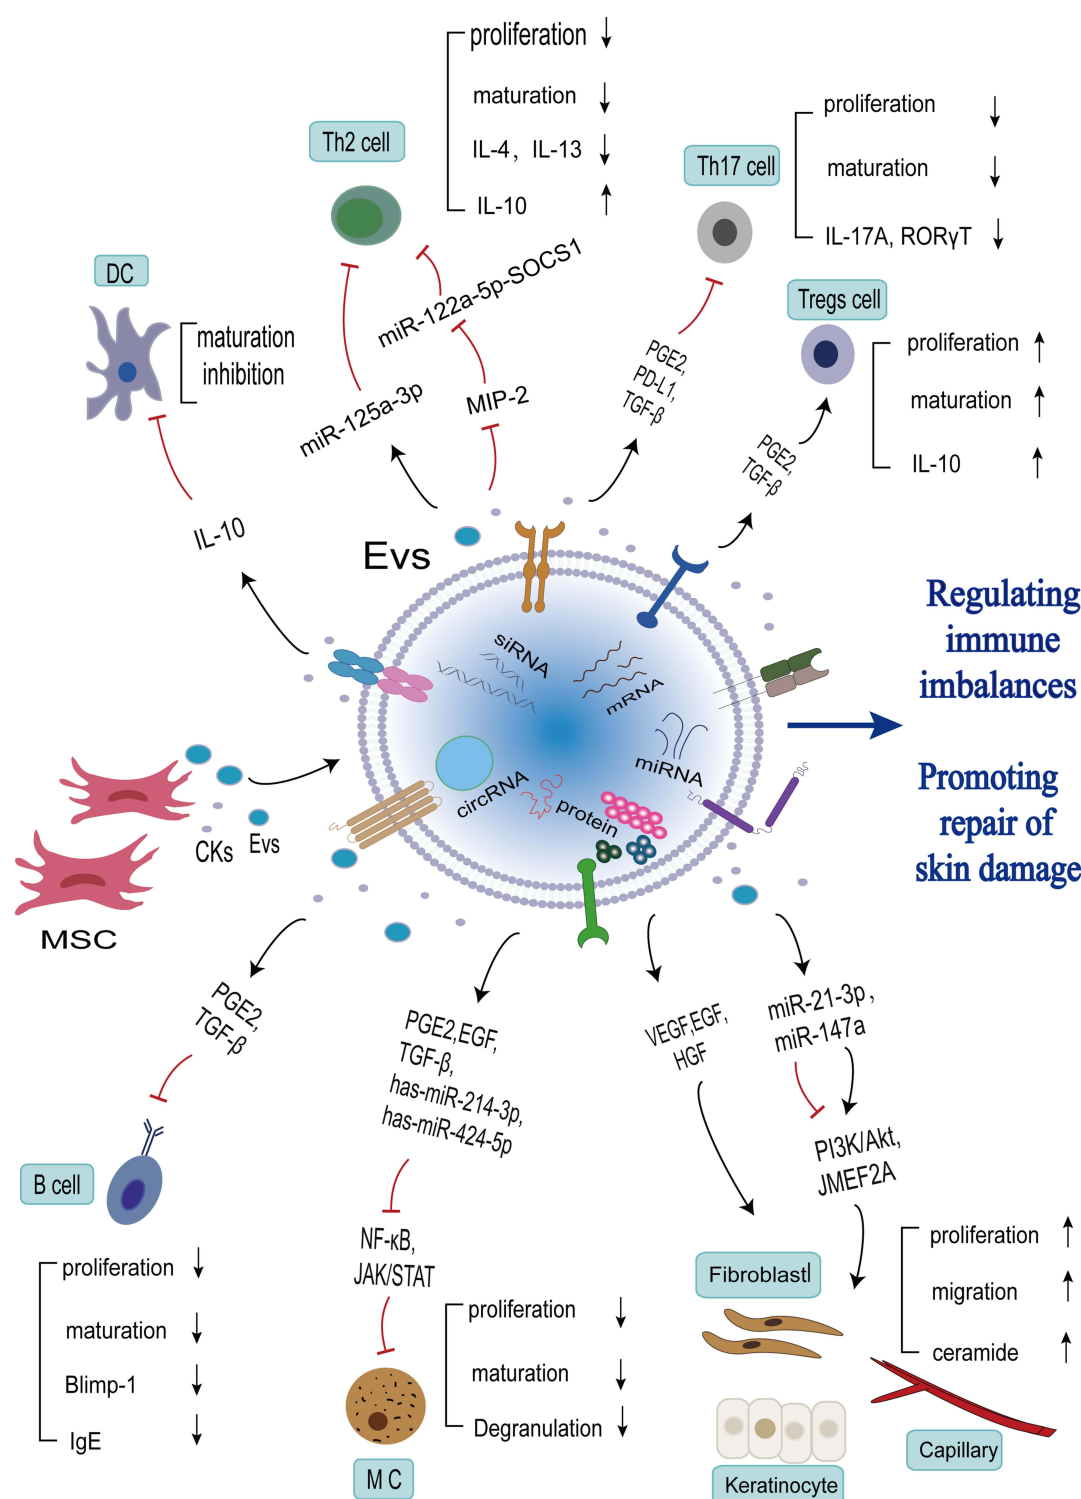 proliferation
maturation
IL-4, IL-13
IL-10
Th2 cell
proliferation
maturation
IL-17A, RORγT
Th17 cell
DC
maturation
inhibition
miR-122a-5p-SOCS1
miR-125a-3p
MIP-2
PGE2,
PD-L1,
TGF-β
Tregs cell
proliferation
maturation
IL-10
PGE2,
TGF-β
IL-10
Evs
siRNA
mRNA
miRNA
circRNA
protein
Regulating
immune
imbalances
Promoting
repair of
skin damage
CKs
Evs
MSC
PGE2,
TGF-β
B cell
proliferation
maturation
Blimp-1
IgE
PGE2,EGF,
TGF-β,
has-miR-214-3p,
has-miR-424-5p
NF-κB,
JAK/STAT
proliferation
maturation
Degranulation
M C
VEGF,EGF,
HGF
miR-21-3p,
miR-147a
PI3K/Akt,
JMEF2A
Fibroblastl
proliferation
migration
ceramide
Capillary
Keratinocyte